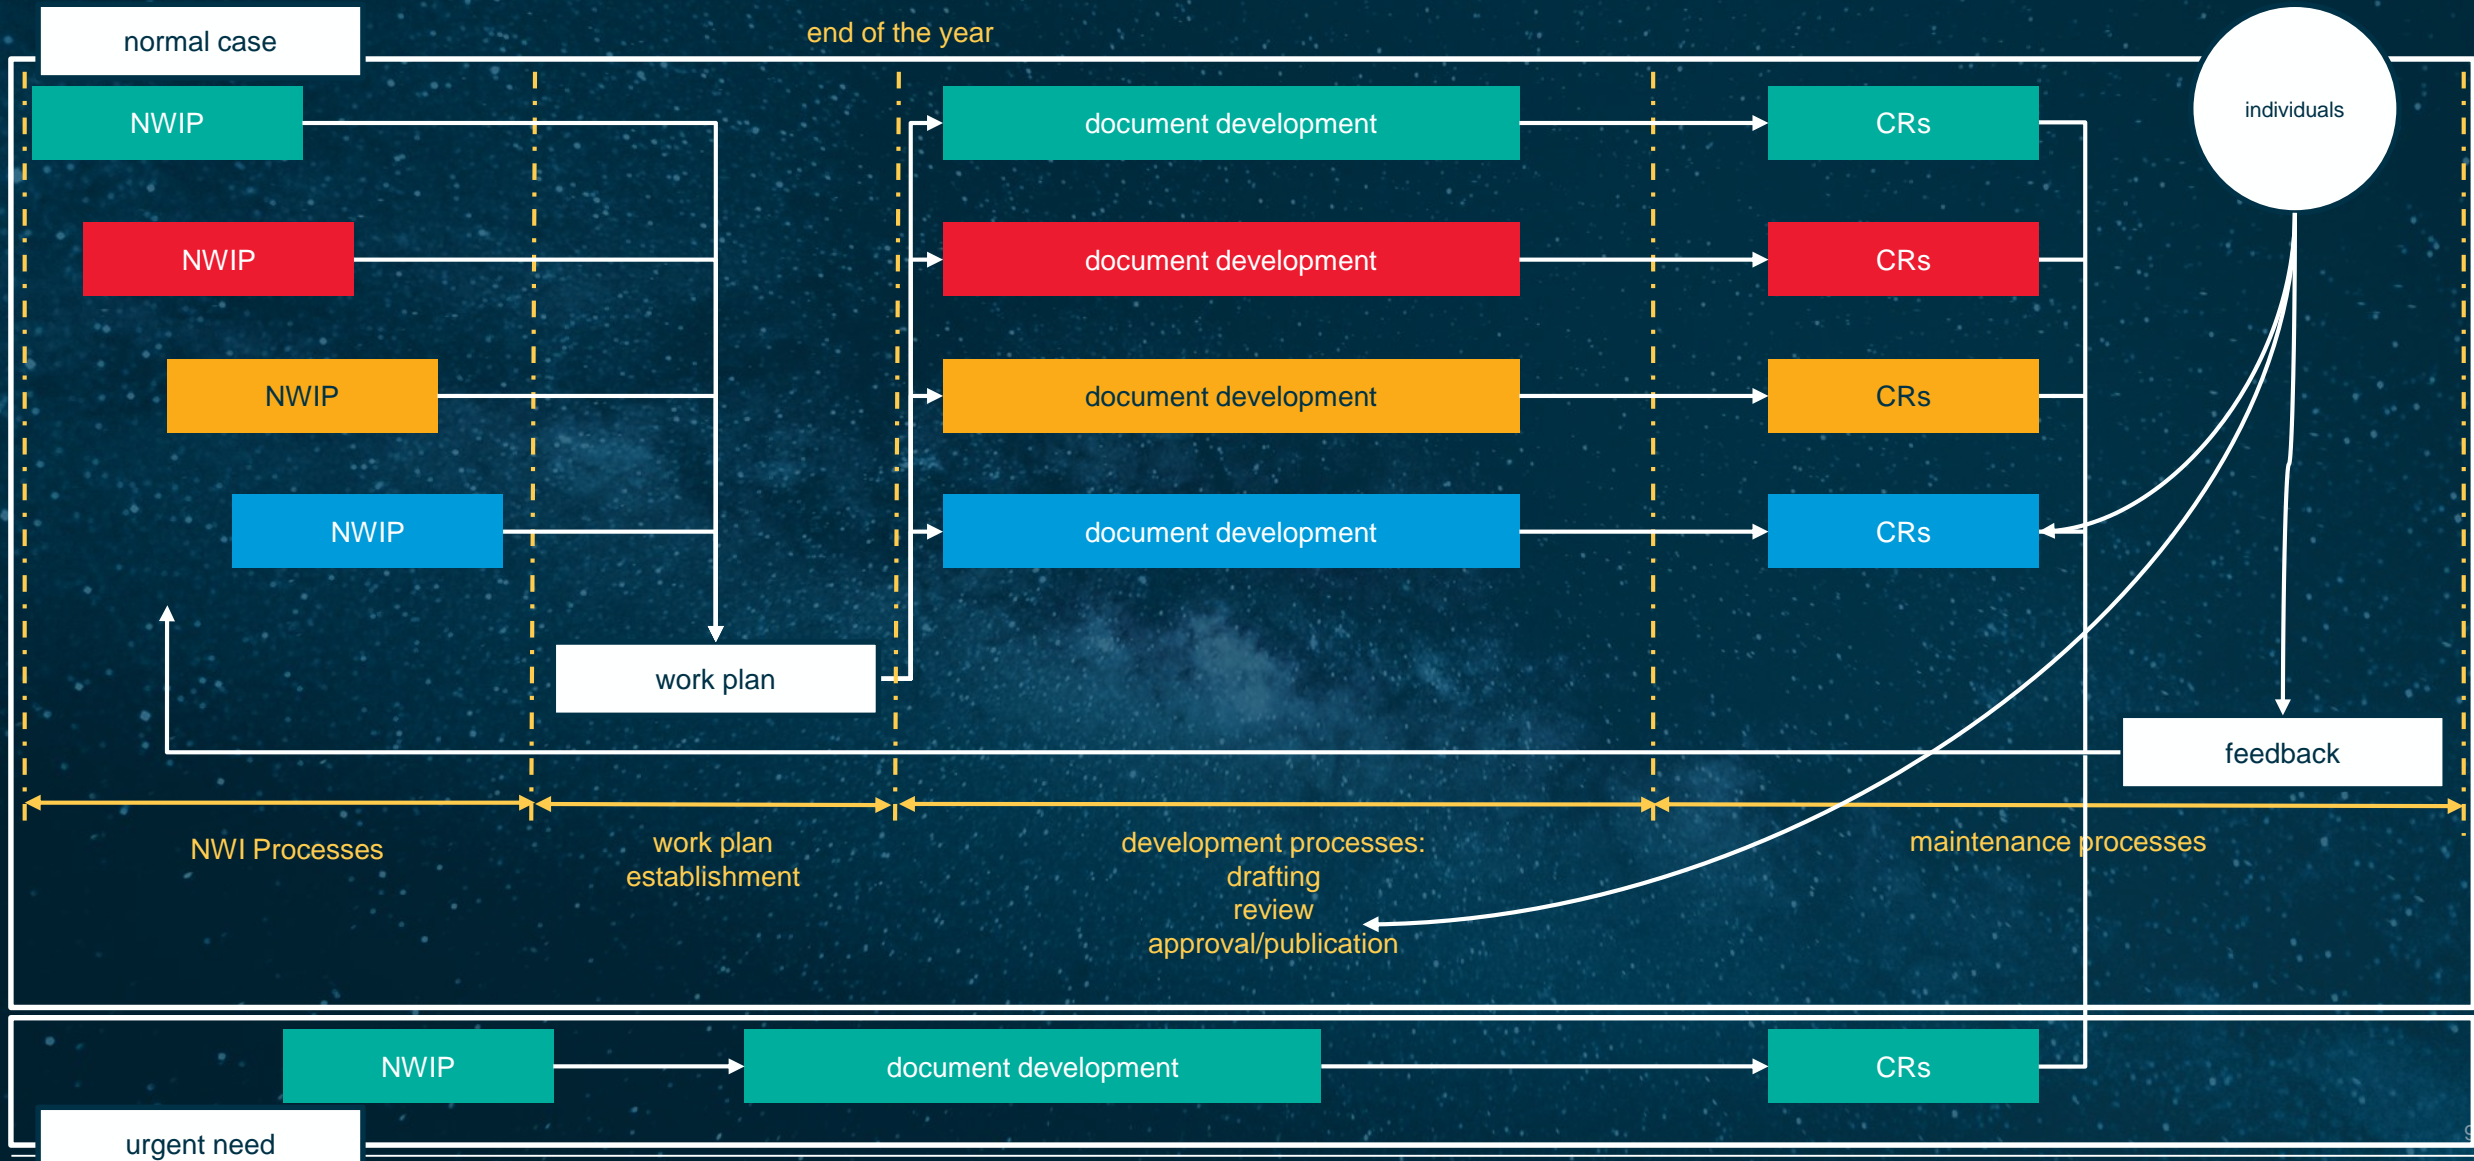 normal case
end of the year
individuals
NWIP
document development
CRs
NWIP
document development
CRs
NWIP
document development
CRs
NWIP
document development
CRs
work plan
feedback
NWI Processes
work plan
establishment
development processes:
drafting
review
approval/publication
maintenance processes
NWIP
document development
CRs
urgent need
9